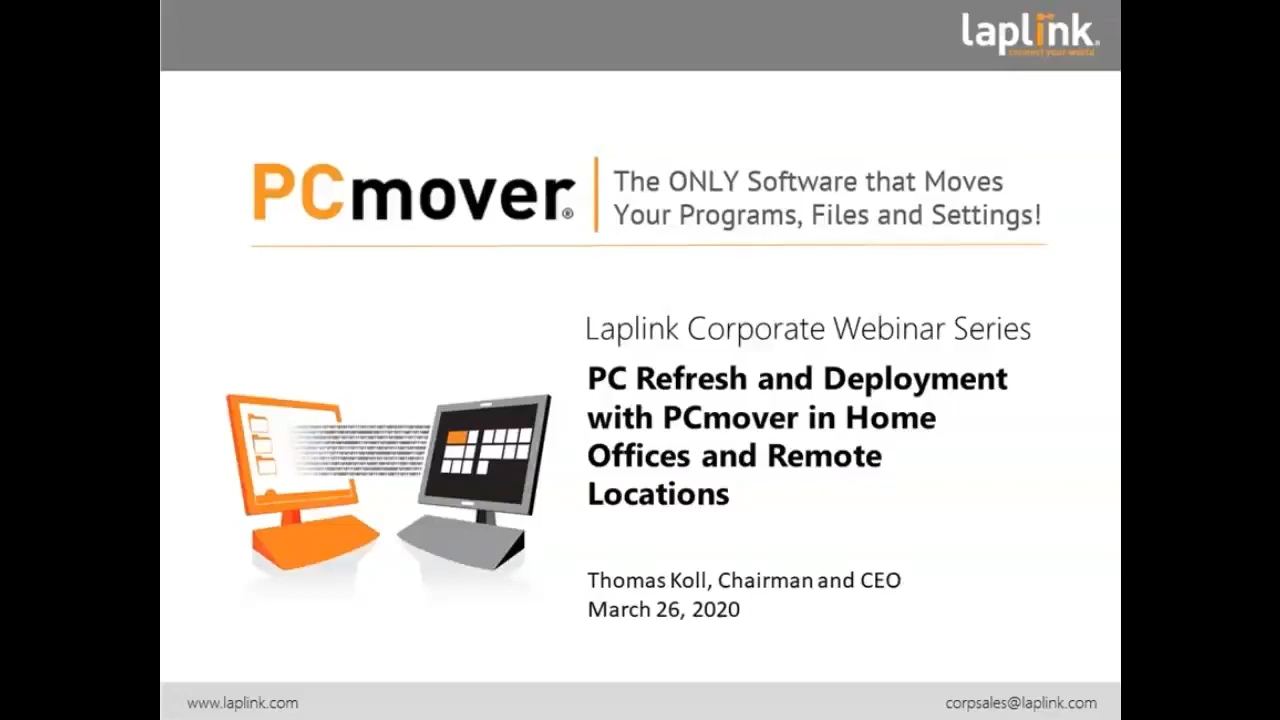 laplink®
connect your world
PCmover®
The ONLY Software that Moves
Your Programs, Files and Settings!
Laplink Corporate Webinar Series
PC Refresh and Deployment
with PCmover in Home
Offices and Remote
Locations
Thomas Koll, Chairman and CEO
March 26, 2020
www.laplink.com
corpsales@laplink.com